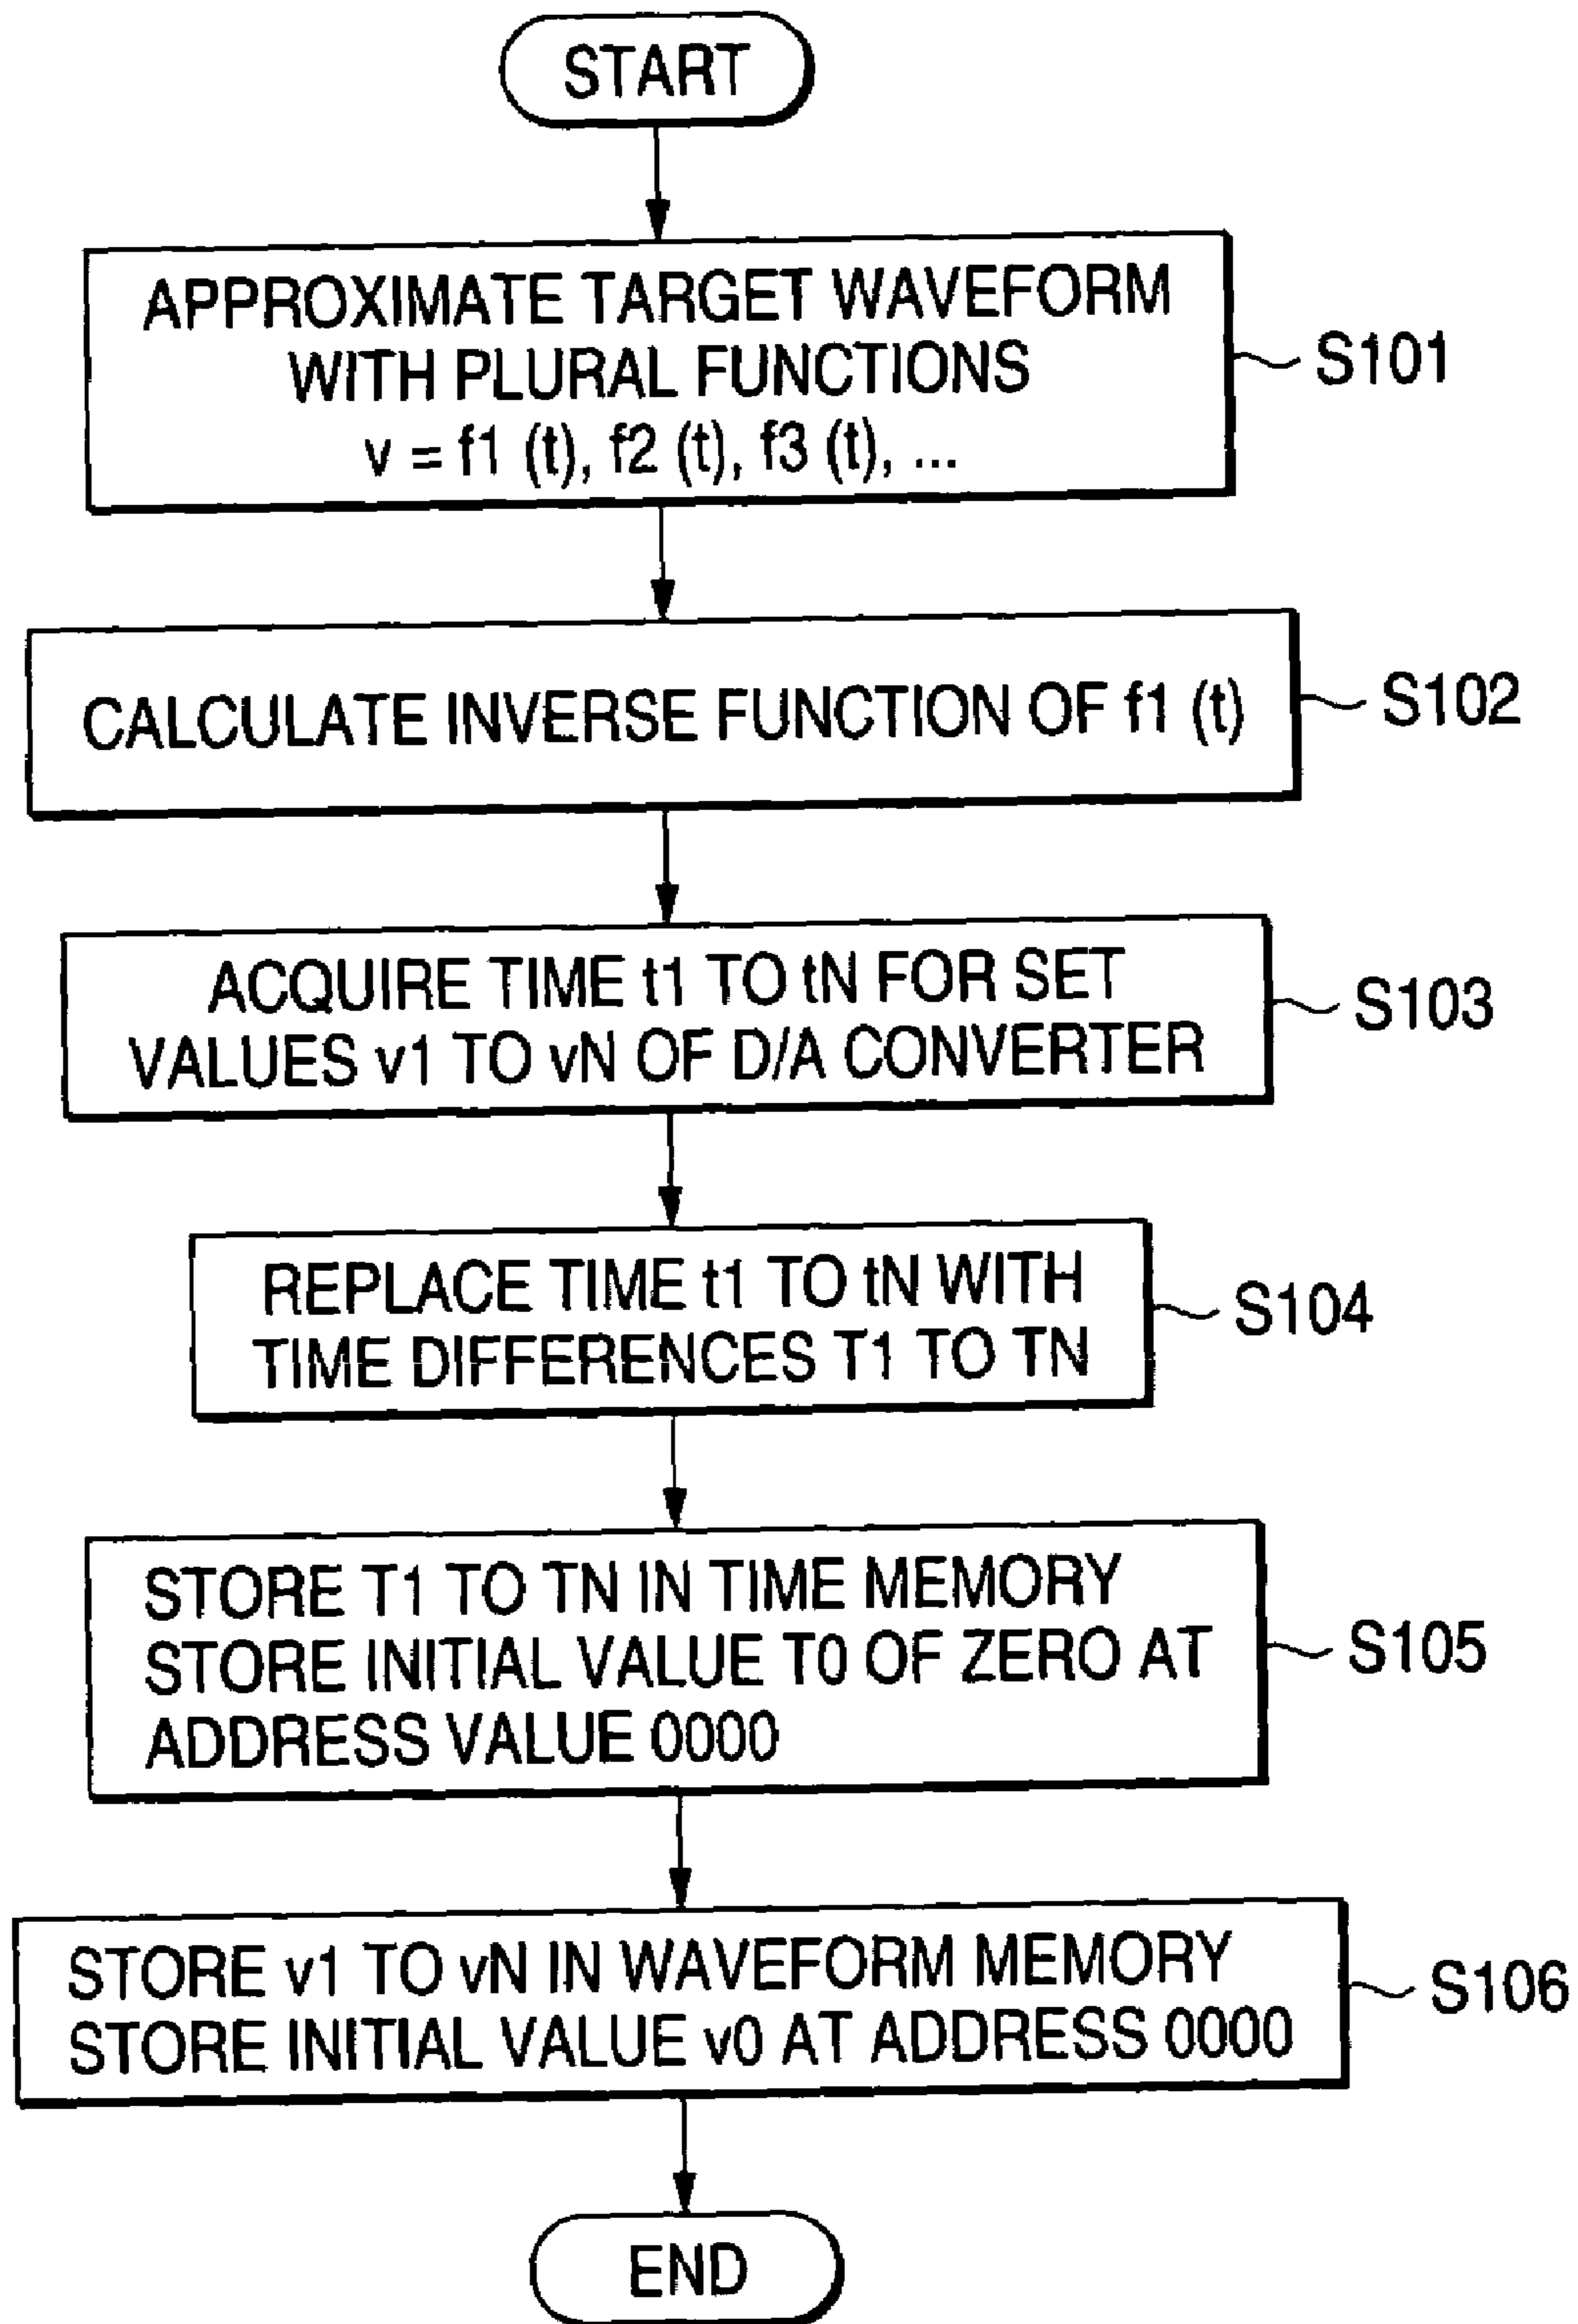 START
APPROXIMATE TARGET WAVEFORM
WITH PLURAL FUNCTIONS
v = f1 (t), f2 (t), f3 (t), ...
S101
CALCULATE INVERSE FUNCTION OF f1 (t)
S102
ACQUIRE TIME t1 TO tN FOR SET
VALUES v1 TO vN OF D/A CONVERTER
S103
REPLACE TIME t1 TO tN WITH
TIME DIFFERENCES T1 TO TN
S104
STORE T1 TO TN IN TIME MEMORY
STORE INITIAL VALUE T0 OF ZERO AT
ADDRESS VALUE 0000
S105
STORE v1 TO vN IN WAVEFORM MEMORY
STORE INITIAL VALUE v0 AT ADDRESS 0000
S106
END